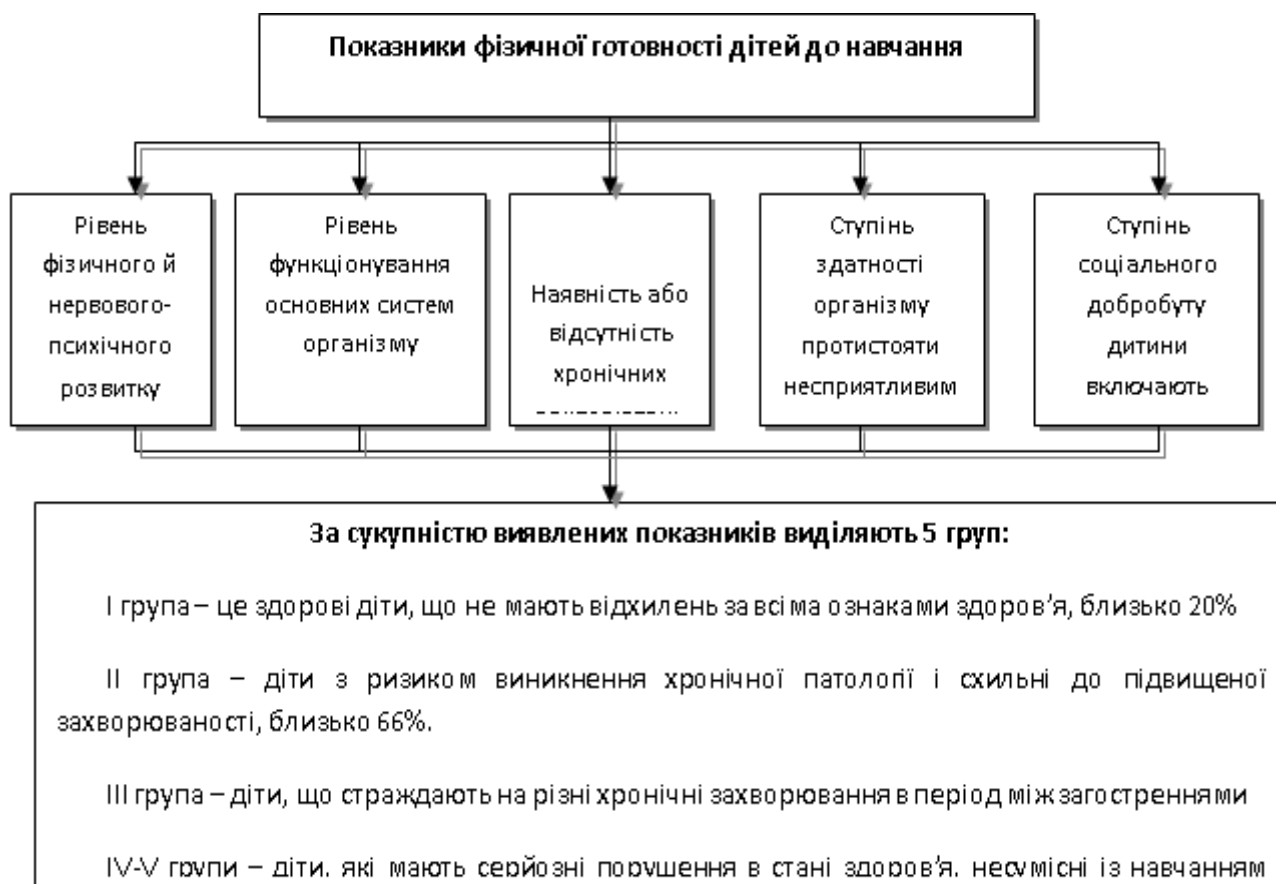 Показники фізичної готовності дітей до навчання
Рівень
фізичного й
нервового-
психічного
розвитку
Рівень
функціонування
основних систем
організму
Наявність або
відсутність
хронічних
Ступінь
здатності
організму
протистояти
несприятливим
Ступінь
соціального
добробуту
дитини
включають
За сукупністю виявлених показників виділяють 5 груп:
І група – це здорові діти, що не мають відхилень за всіма ознаками здоров’я, близько 20%
ІІ група – діти з ризиком виникнення хронічної патології і схильні до підвищеної
захворюваності, близько 66%.
ІІІ група – діти, що страждають на різні хронічні захворювання в період між загостреннями
IV-V групи – діти, які мають серйозні порушення в стані здоров’я, несумісні із навчанням